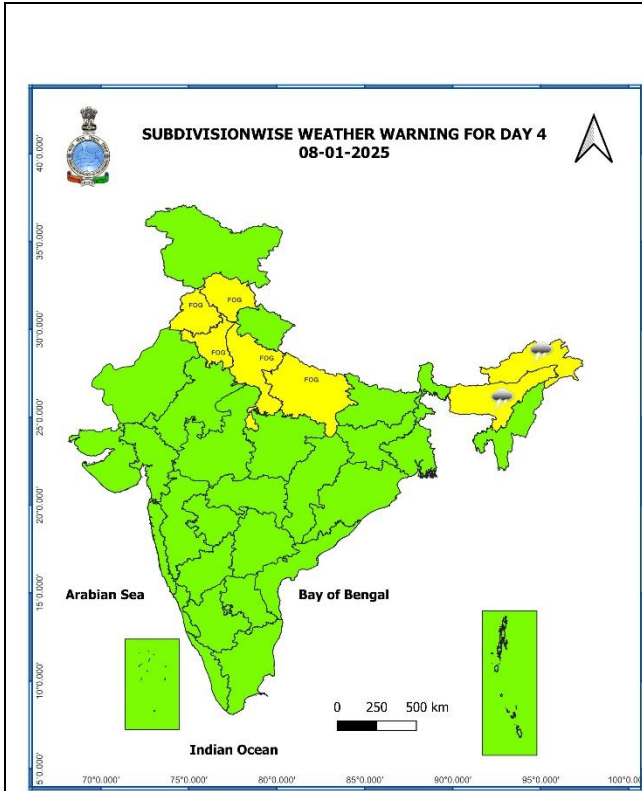 SUBDIVISIONWISE WEATHER WARNING FOR DAY 4
08-01-2025
40°0.000'
35°0.000'
30°0.000'
25°0.000'
20°0.000'
15°0.000'
10°0.000'
5°0.000'
FOG
FOG
FOG
FOG
FOG
Arabian Sea
Bay of Bengal
0 250 500 km
Indian Ocean
70°0.000' 75°0.000' 80°0.000' 85°0.000' 90°0.000' 95°0.000' 100°0.0